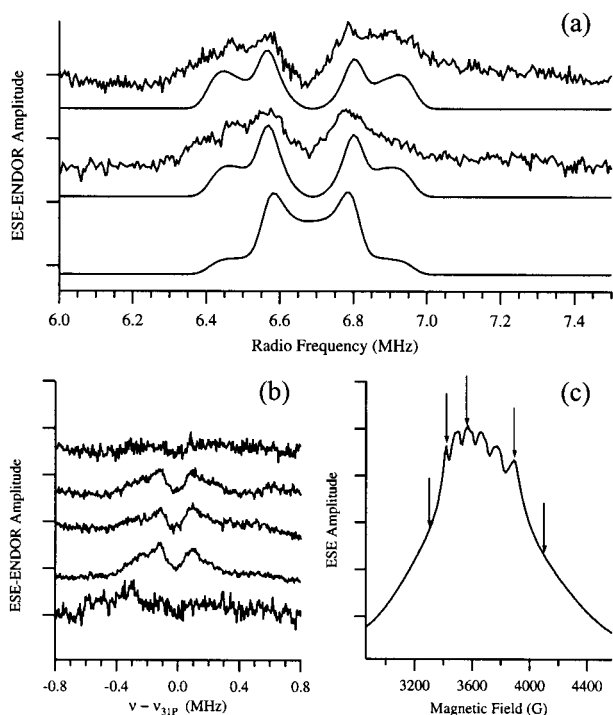 (a)
ESE-ENDOR Amplitude
6.0 6.2 6.4 6.6 6.8 7.0 7.2 7.4
Radio Frequency (MHz)
(b)
ESE-ENDOR Amplitude
-0.8 -0.4 0.0 0.4 0.8
ν − ν31P (MHz)
(c)
ESE Amplitude
3200 3600 4000 4400
Magnetic Field (G)